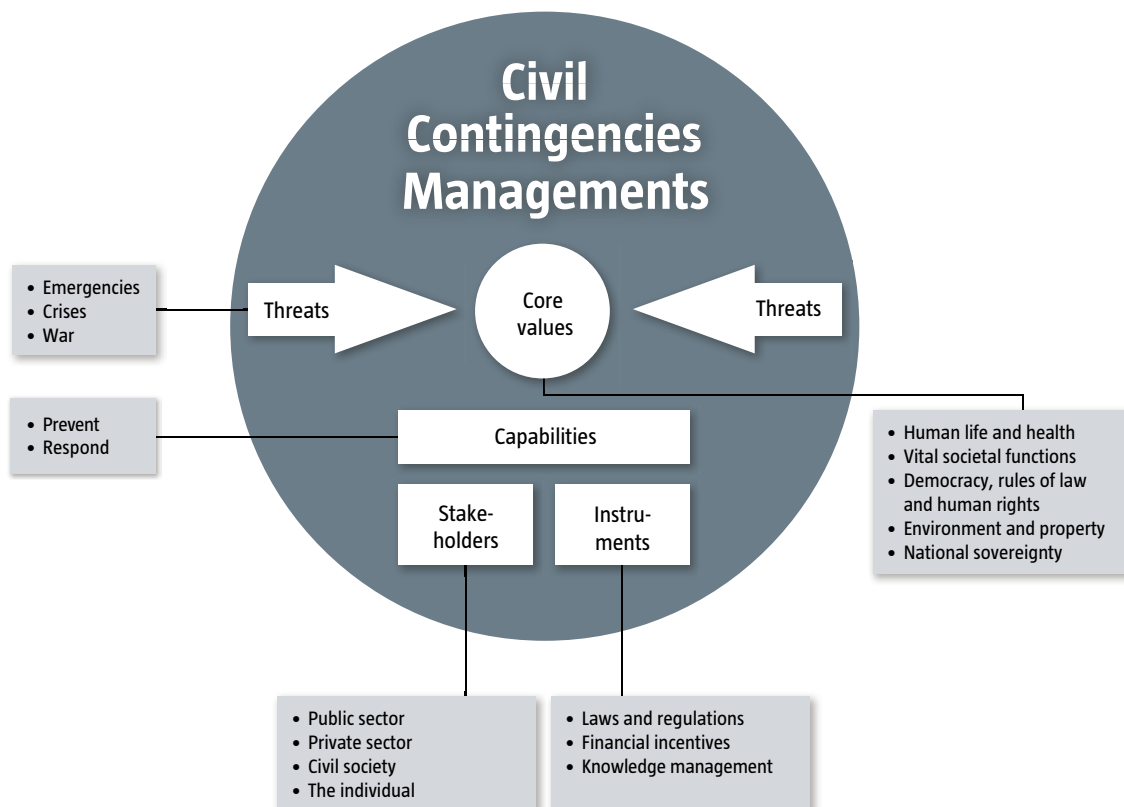 Civil
Contingencies
Managements
• Emergencies
• Crises
• War
Threats
Core
values
Threats
• Prevent
• Respond
Capabilities
• Human life and health
• Vital societal functions
• Democracy, rules of law
and human rights
• Environment and property
• National sovereignty
Stake-
holders
Instru-
ments
• Public sector
• Private sector
• Civil society
• The individual
• Laws and regulations
• Financial incentives
• Knowledge management